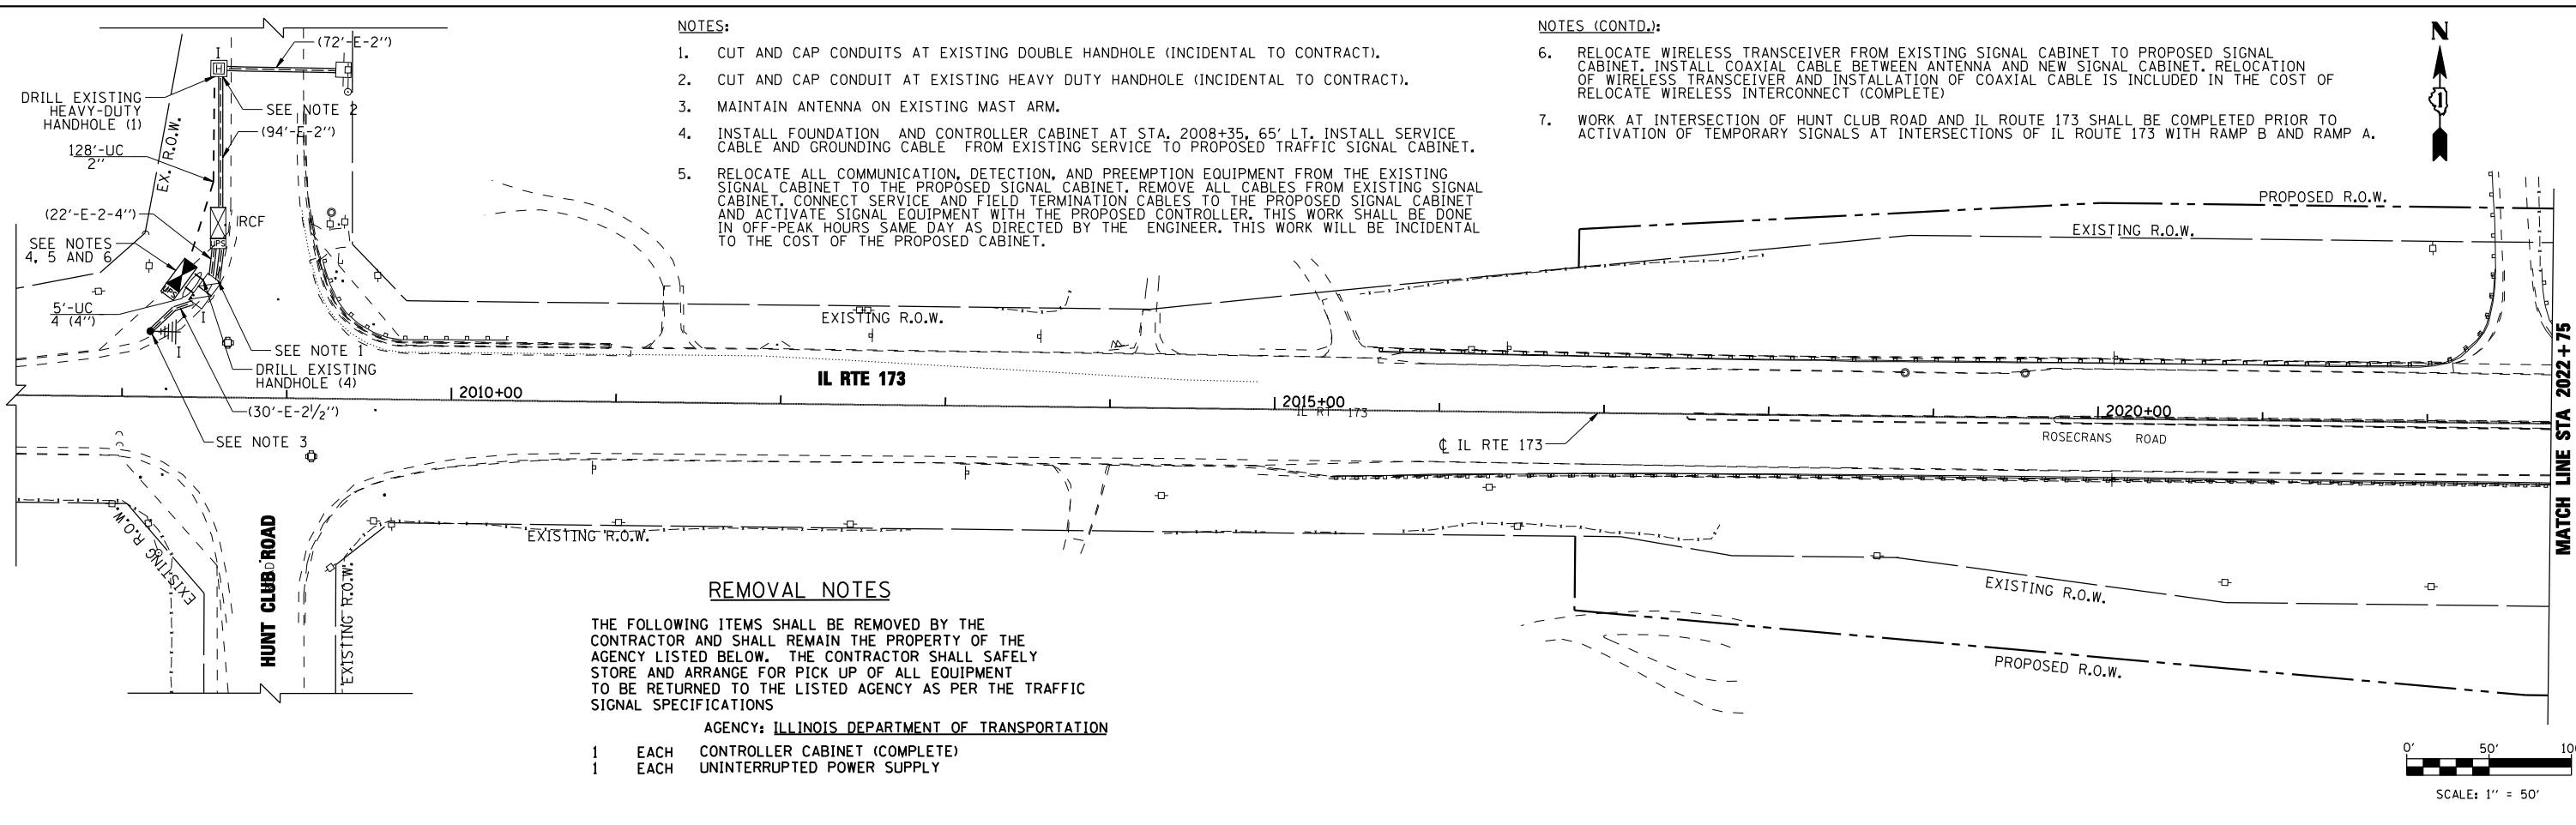 NOTES:
1. CUT AND CAP CONDUITS AT EXISTING DOUBLE HANDHOLE (INCIDENTAL TO CONTRACT).
2. CUT AND CAP CONDUIT AT EXISTING HEAVY DUTY HANDHOLE (INCIDENTAL TO CONTRACT).
3. MAINTAIN ANTENNA ON EXISTING MAST ARM.
4. INSTALL FOUNDATION AND CONTROLLER CABINET AT STA. 2008+35, 65' LT. INSTALL SERVICE
CABLE AND GROUNDING CABLE FROM EXISTING SERVICE TO PROPOSED TRAFFIC SIGNAL CABINET.
5. RELOCATE ALL COMMUNICATION, DETECTION, AND PREEMPTION EQUIPMENT FROM THE EXISTING
SIGNAL CABINET TO THE PROPOSED SIGNAL CABINET. REMOVE ALL CABLES FROM EXISTING SIGNAL
CABINET. CONNECT SERVICE AND FIELD TERMINATION CABLES TO THE PROPOSED SIGNAL CABINET
AND ACTIVATE SIGNAL EQUIPMENT WITH THE PROPOSED CONTROLLER. THIS WORK SHALL BE DONE
IN OFF-PEAK HOURS SAME DAY AS DIRECTED BY THE ENGINEER. THIS WORK WILL BE INCIDENTAL
TO THE COST OF THE PROPOSED CABINET.
NOTES (CONTD.):
6. RELOCATE WIRELESS TRANSCEIVER FROM EXISTING SIGNAL CABINET TO PROPOSED SIGNAL
CABINET. INSTALL COAXIAL CABLE BETWEEN ANTENNA AND NEW SIGNAL CABINET. RELOCATION
OF WIRELESS TRANSCEIVER AND INSTALLATION OF COAXIAL CABLE IS INCLUDED IN THE COST OF
RELOCATE WIRELESS INTERCONNECT (COMPLETE)
7. WORK AT INTERSECTION OF HUNT CLUB ROAD AND IL ROUTE 173 SHALL BE COMPLETED PRIOR TO
ACTIVATION OF TEMPORARY SIGNALS AT INTERSECTIONS OF IL ROUTE 173 WITH RAMP B AND RAMP A.
N
1
(72'-E-2'')
I
H
DRILL EXISTING
HEAVY-DUTY
HANDHOLE (1)
SEE NOTE 2
(94'-E-2'')
128'-UC
2''
EX. R.O.W.
(22'-E-2-4'')
IRCF
UPS
SEE NOTES
4, 5 AND 6
UPS
5'-UC
4 (4'')
I
I
SEE NOTE 1
DRILL EXISTING
HANDHOLE (4)
(30'-E-2½'')
SEE NOTE 3
PROPOSED R.O.W.
EXISTING R.O.W.
EXISTING R.O.W.
IL RTE 173
2010+00
2015+00
IL RT 173
2020+00
℄ IL RTE 173
ROSECRANS ROAD
MATCH LINE STA 2022+75
EXISTING R.O.W.
HUNT CLUB ROAD
EXISTING R.O.W.
EXISTING R.O.W.
EXISTING R.O.W.
PROPOSED R.O.W.
REMOVAL NOTES
THE FOLLOWING ITEMS SHALL BE REMOVED BY THE
CONTRACTOR AND SHALL REMAIN THE PROPERTY OF THE
AGENCY LISTED BELOW. THE CONTRACTOR SHALL SAFELY
STORE AND ARRANGE FOR PICK UP OF ALL EQUIPMENT
TO BE RETURNED TO THE LISTED AGENCY AS PER THE TRAFFIC
SIGNAL SPECIFICATIONS
AGENCY: ILLINOIS DEPARTMENT OF TRANSPORTATION
1 EACH CONTROLLER CABINET (COMPLETE)
1 EACH UNINTERRUPTED POWER SUPPLY
0' 50'
SCALE: 1'' = 50'